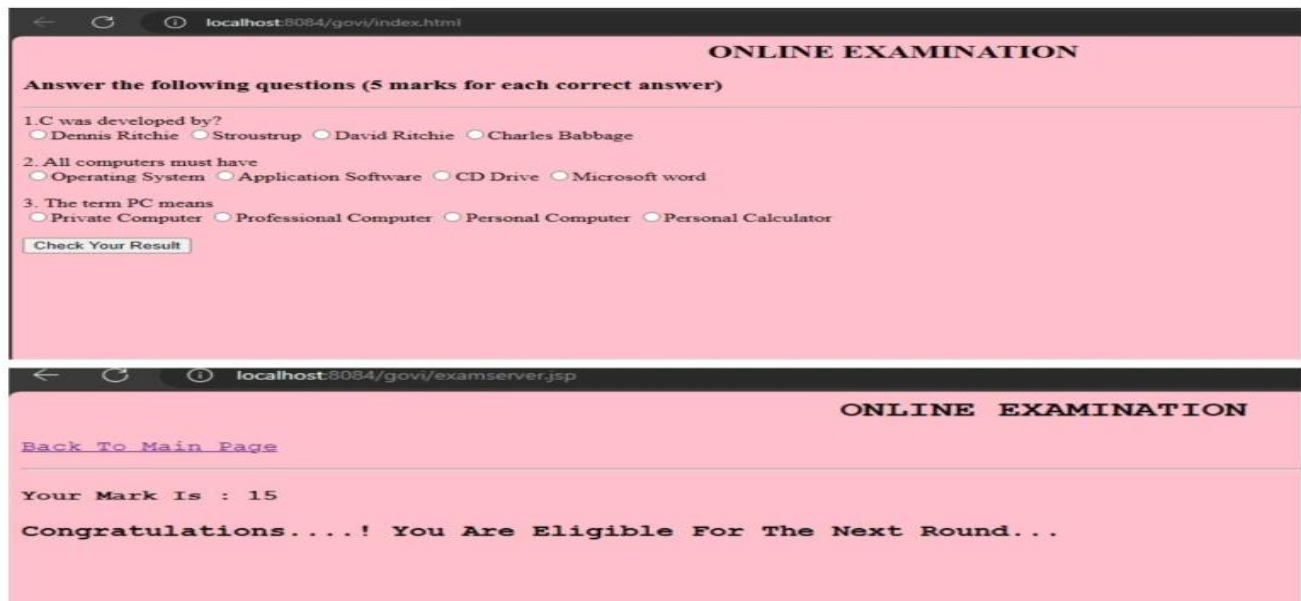 localhost:8084/govi/index.html
ONLINE EXAMINATION
Answer the following questions (5 marks for each correct answer)
1.C was developed by?
Dennis Ritchie Stroustrup David Ritchie Charles Babbage
2. All computers must have
Operating System Application Software CD Drive Microsoft word
3. The term PC means
Private Computer Professional Computer Personal Computer Personal Calculator
Check Your Result
localhost:8084/govi/examserver.jsp
ONLINE EXAMINATION
Back To Main Page
Your Mark Is : 15
Congratulations....! You Are Eligible For The Next Round...